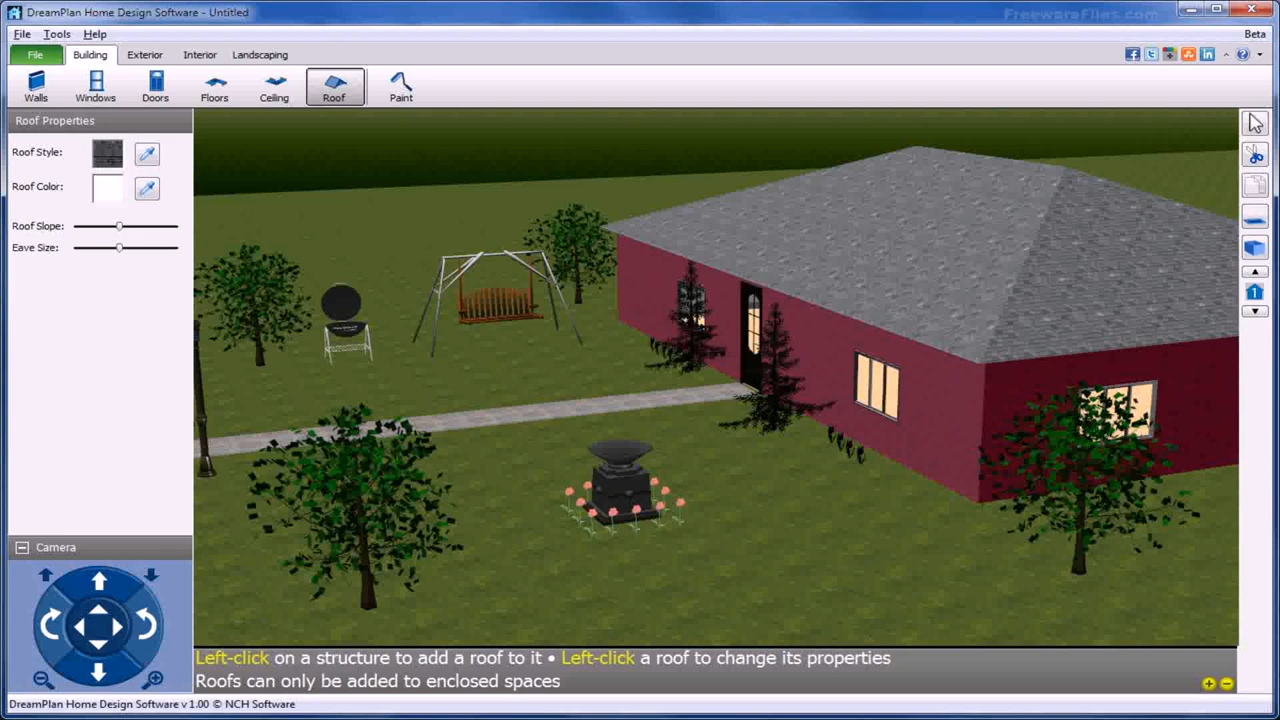 DreamPlan Home Design Software - Untitled
FreewareFiles.com
File Tools Help
Beta
File Building Exterior Interior Landscaping
Walls Windows Doors Floors Ceiling Roof Paint
Roof Properties
Roof Style:
Roof Color:
Roof Slope:
Eave Size:
1
Camera
Left-click on a structure to add a roof to it • Left-click a roof to change its properties
Roofs can only be added to enclosed spaces
DreamPlan Home Design Software v 1.00 © NCH Software